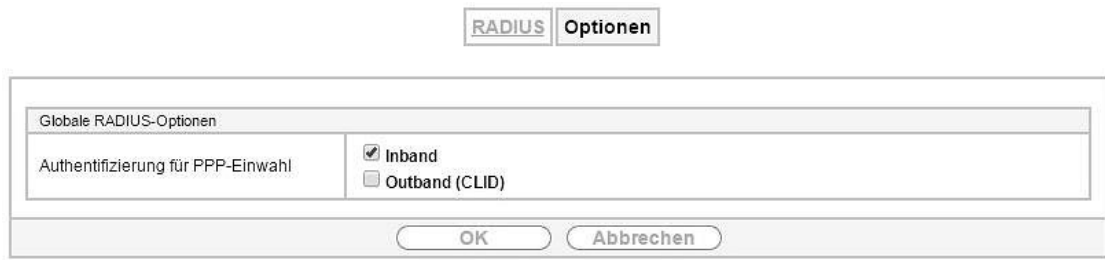 RADIUS Optionen
Globale RADIUS-Optionen
Authentifizierung für PPP-Einwahl
Inband
Outband (CLID)
OK Abbrechen